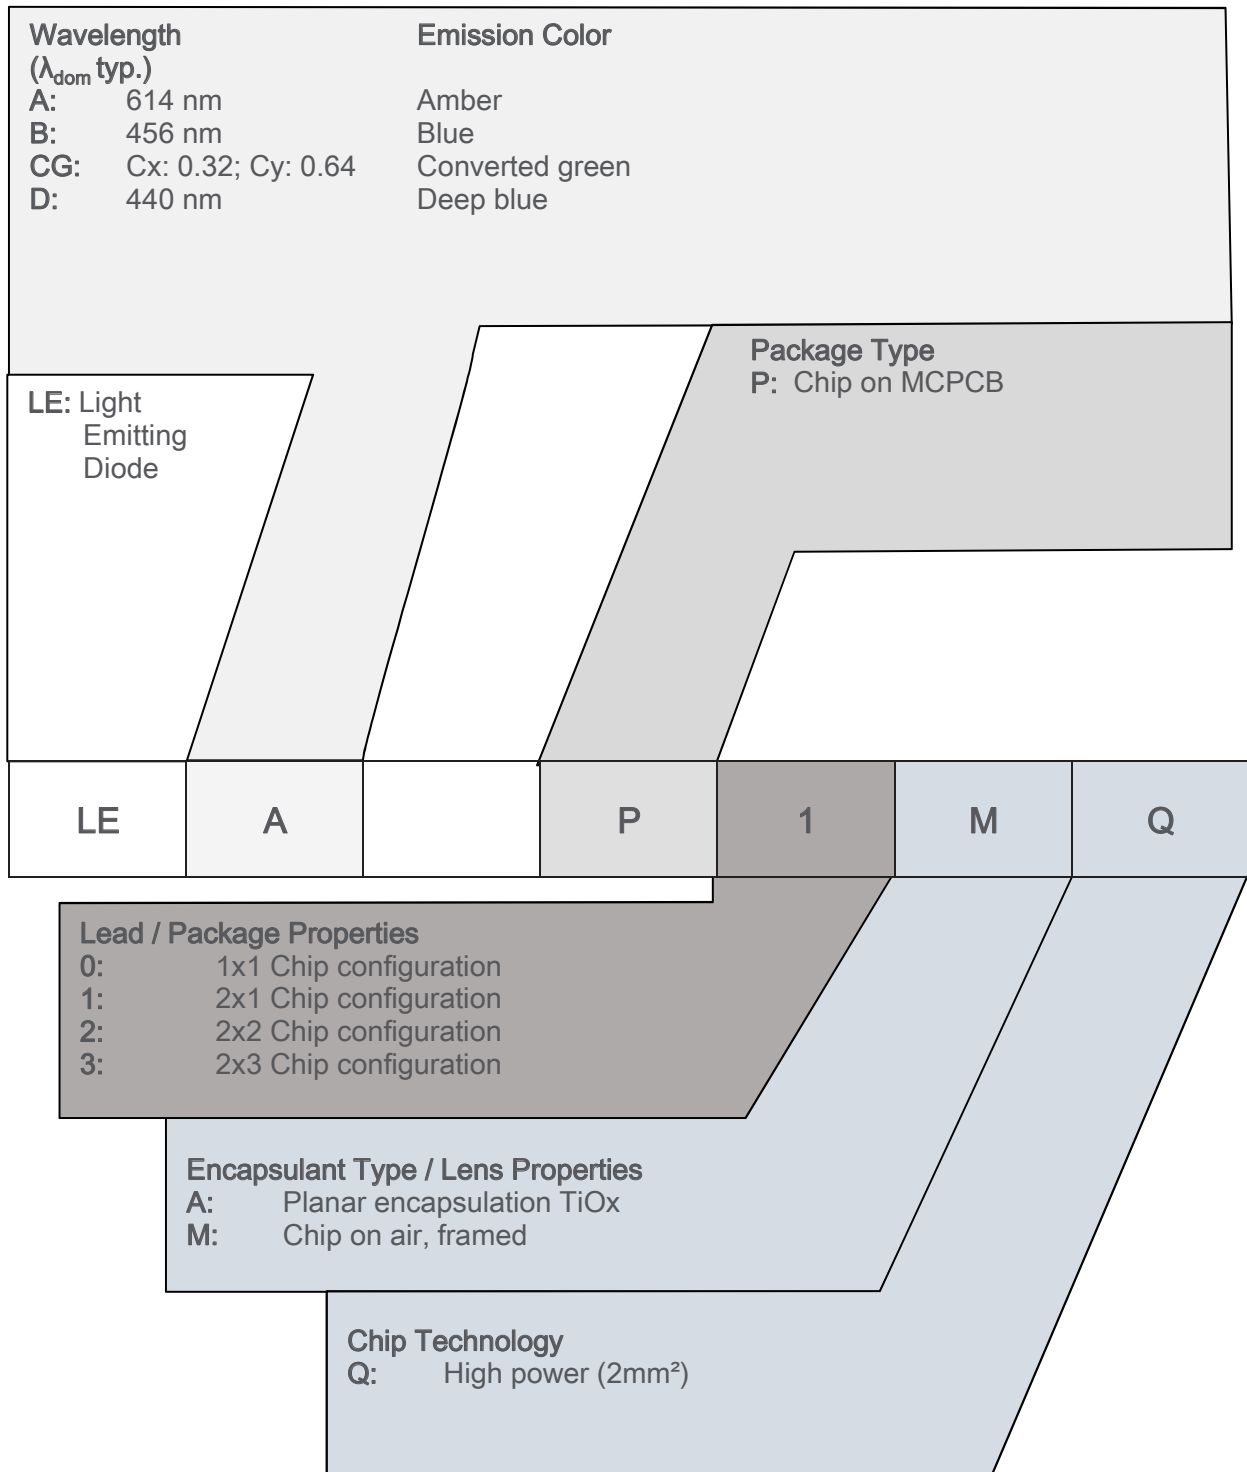 Wavelength Emission Color
(λdom typ.)
A: 614 nm Amber
B: 456 nm Blue
CG: Cx: 0.32; Cy: 0.64 Converted green
D: 440 nm Deep blue
Package Type
P: Chip on MCPCB
LE: Light
Emitting
Diode
LE A P 1 M Q
Lead / Package Properties
0: 1x1 Chip configuration
1: 2x1 Chip configuration
2: 2x2 Chip configuration
3: 2x3 Chip configuration
Encapsulant Type / Lens Properties
A: Planar encapsulation TiOx
M: Chip on air, framed
Chip Technology
Q: High power (2mm²)